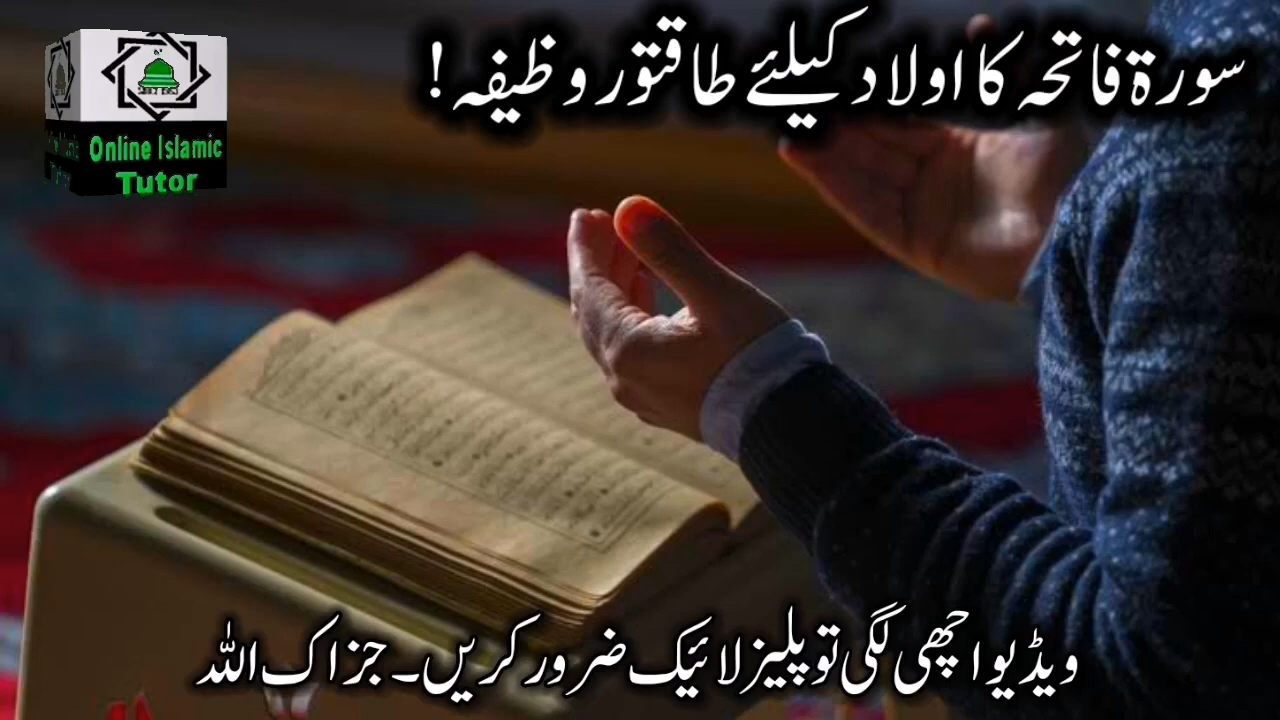 سورۃ فاتحہ کا اولاد کیلئے طاقتور وظیفہ!
Online Islamic
Tutor
ویڈیو اچھی لگی تو پلیز لائیک ضرور کریں۔ جزاک اللہ